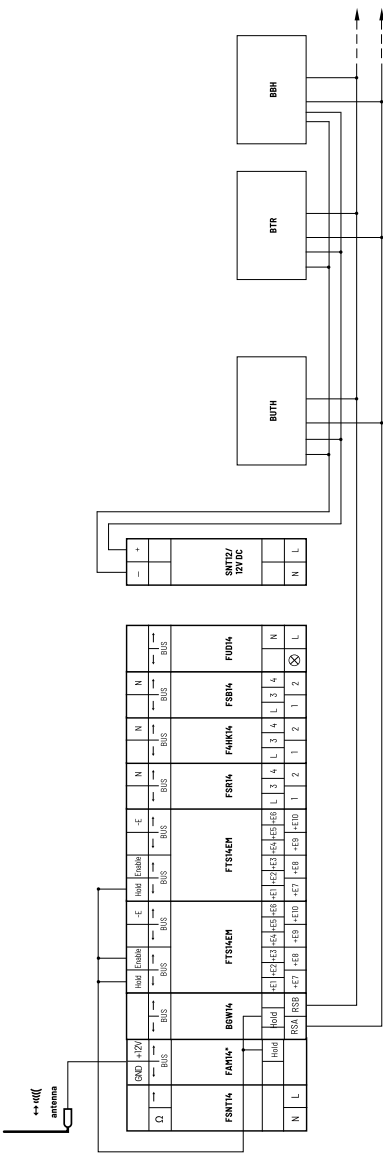 antenna
GND +12V
Hold Enable -E
Hold Enable -E
N
N
N
− +
Ω
BUS
BUS
BUS
BUS
BUS
BUS
BUS
BUS
FSNT14
FAM14*
BGW14
FTS14EM
FTS14EM
FSR14
F4HK14
FSB14
FUD14
SNT12/
12V DC
BUTH
BTR
BBH
Hold
Hold
+E1 +E2 +E3 +E4 +E5 +E6
+E1 +E2 +E3 +E4 +E5 +E6
L 3 4
L 3 4
L 3 4
N
N L
RSA RSB
+E7 +E8 +E9 +E10
+E7 +E8 +E9 +E10
1 2
1 2
1 2
L
N L